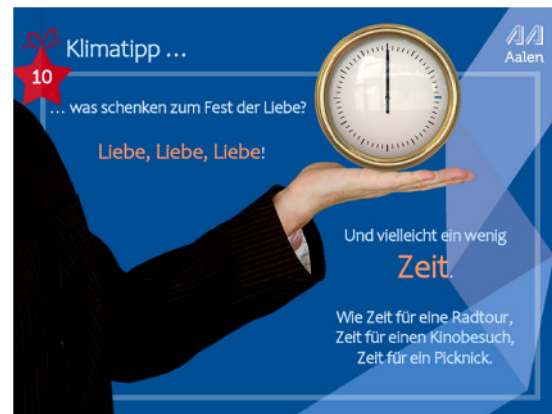 Klimatipp ...
10
AA
Aalen
... was schenken zum Fest der Liebe?
Liebe, Liebe, Liebe!
Und vielleicht ein wenig
Zeit.
Wie Zeit für eine Radtour,
Zeit für einen Kinobesuch,
Zeit für ein Picknick.